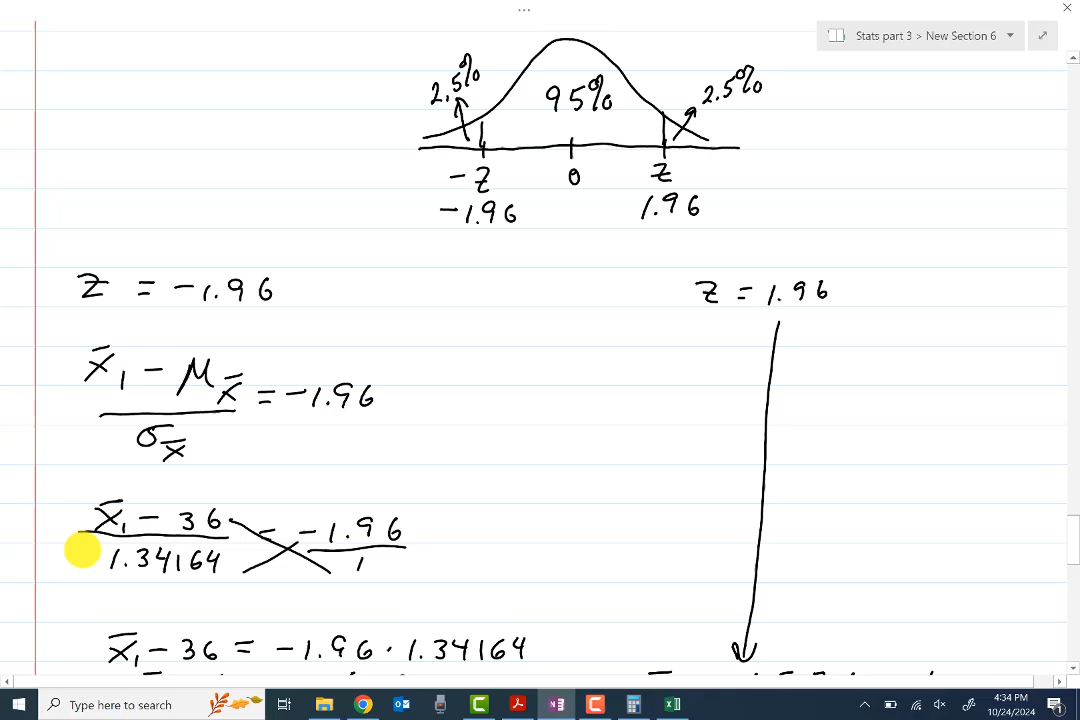 Stats part 3 > New Section 6
2.5%
95%
2.5%
-z 0 z
-1.96 1.96
z = -1.96
z = 1.96
x̄₁ - μx̄
= -1.96
σx̄
x̄₁ - 36 = -1.96
1.34164 1
x̄₁ - 36 = -1.96 · 1.34164
Type here to search
4:34 PM
10/24/2024